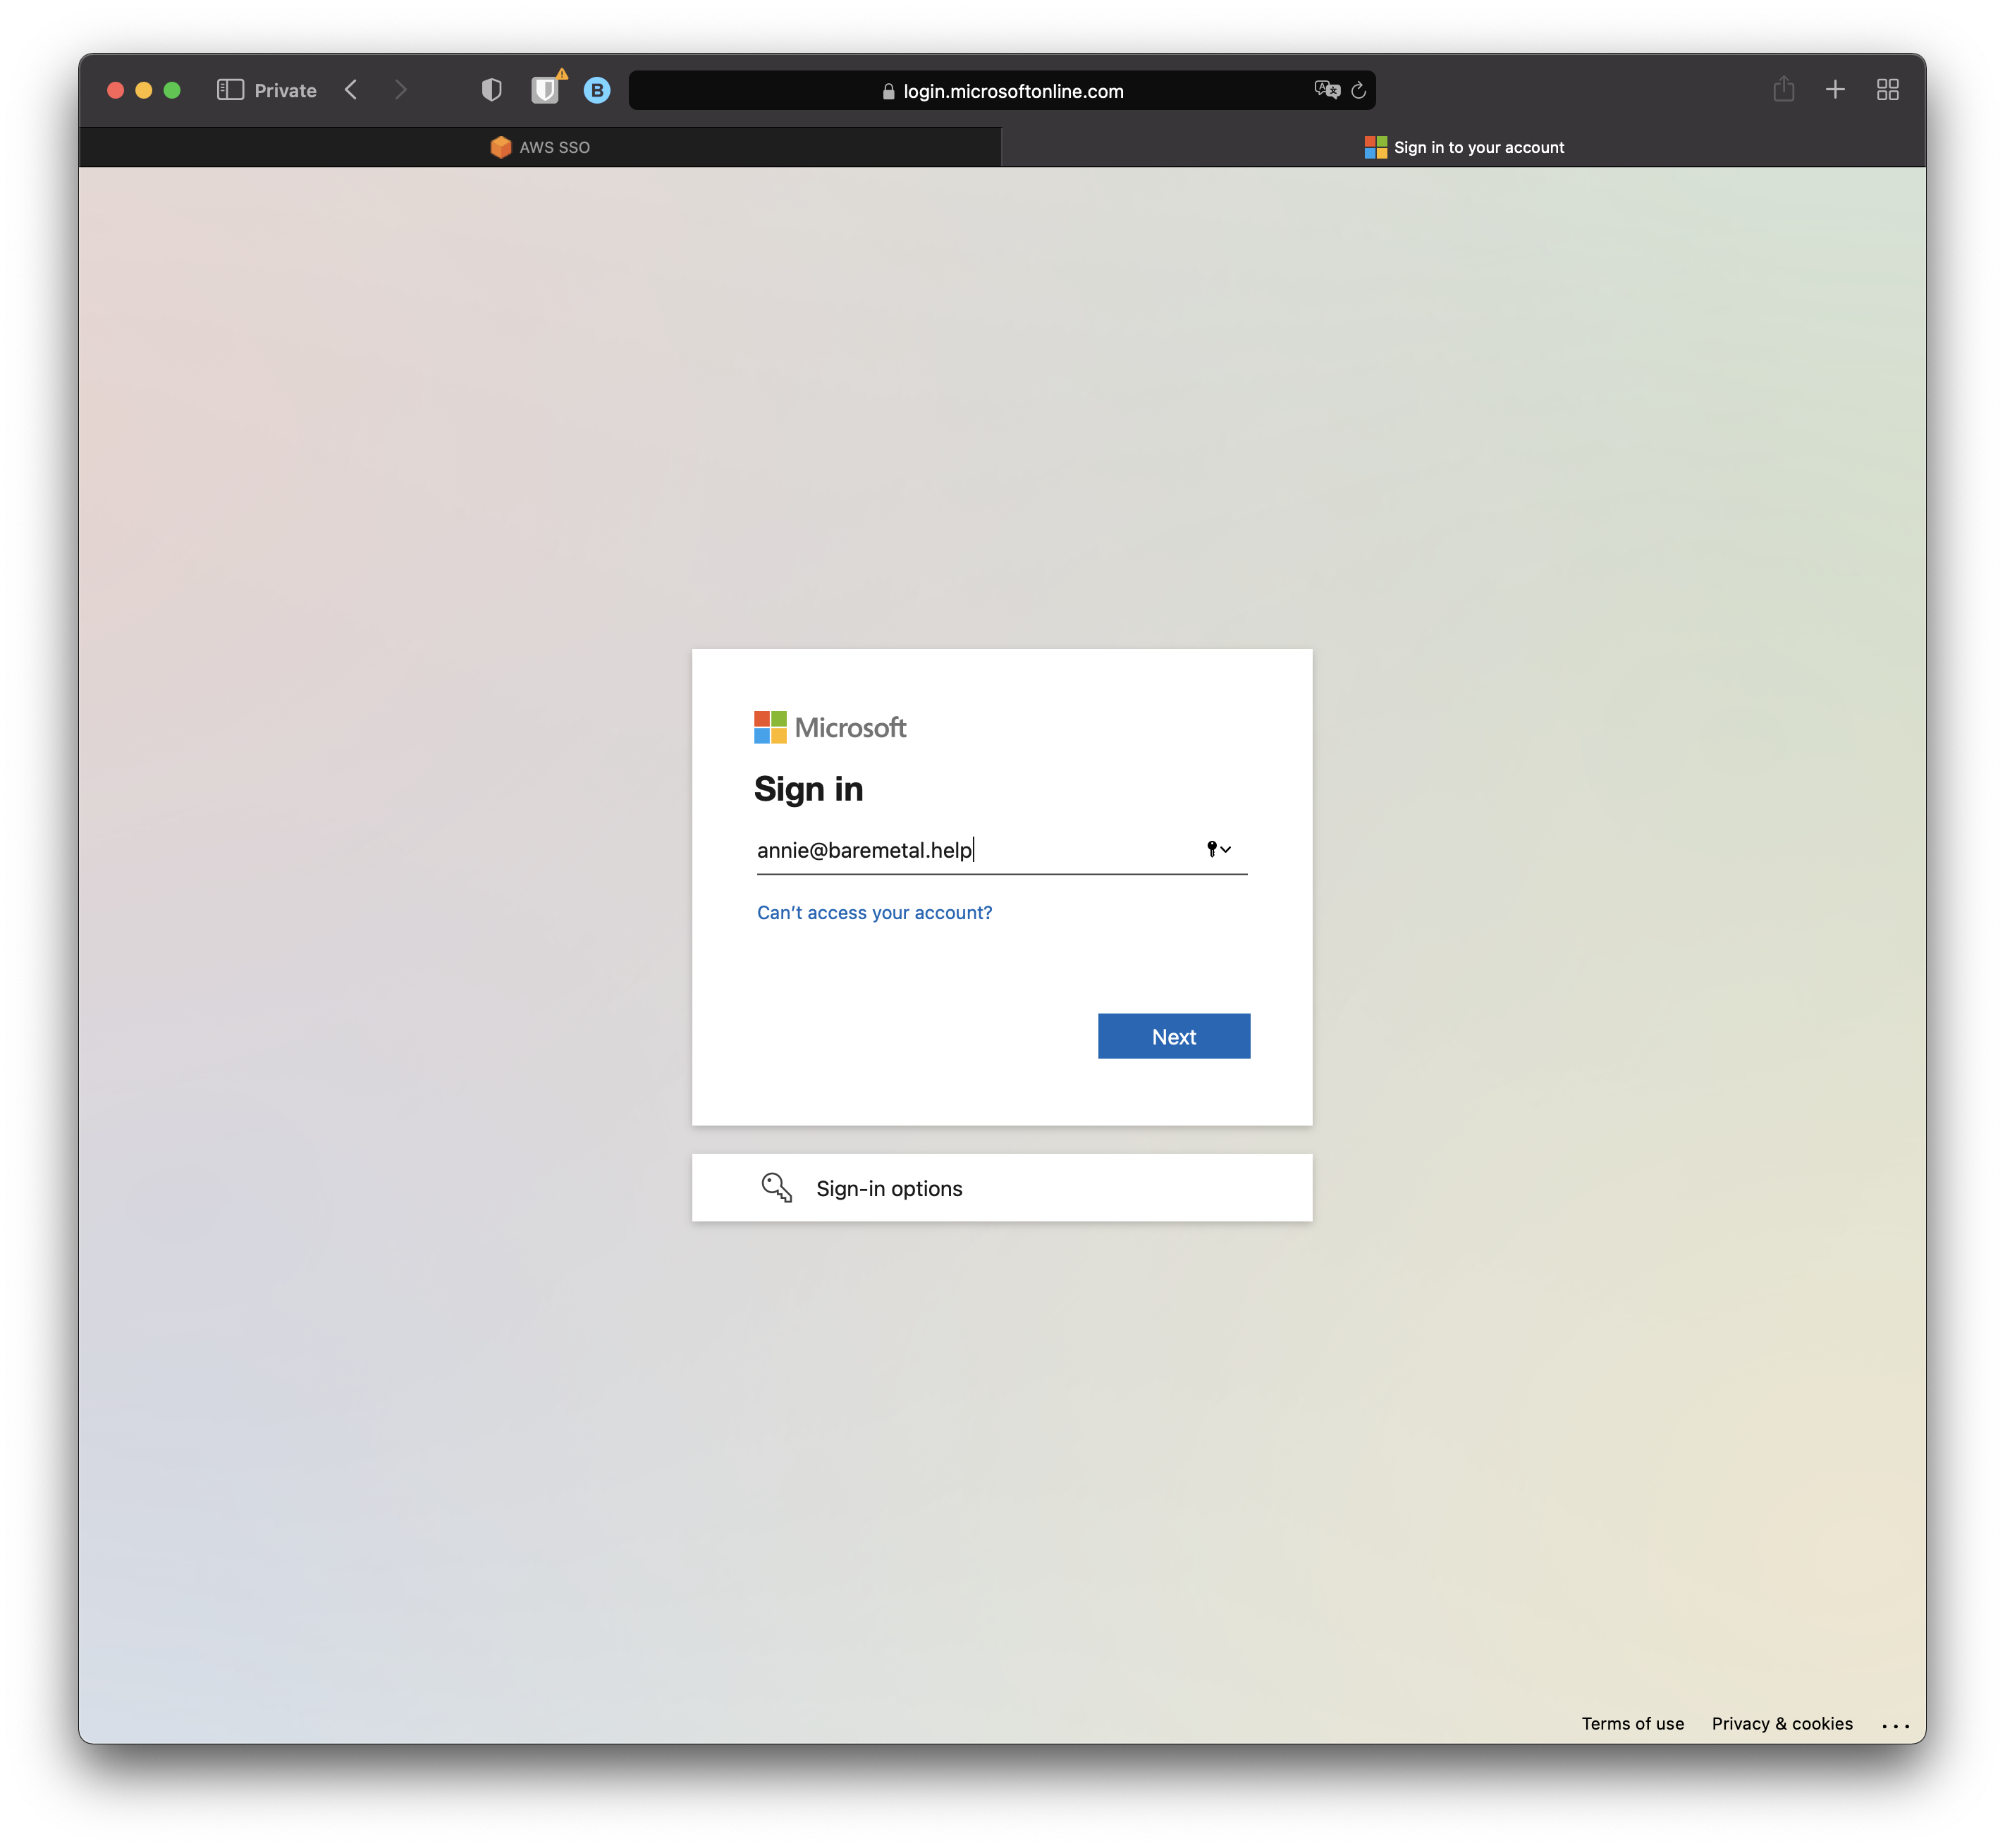 Private
B
login.microsoftonline.com
AWS SSO
Sign in to your account
Microsoft
Sign in
annie@baremetal.help
Can't access your account?
Next
Sign-in options
Terms of use Privacy & cookies ...